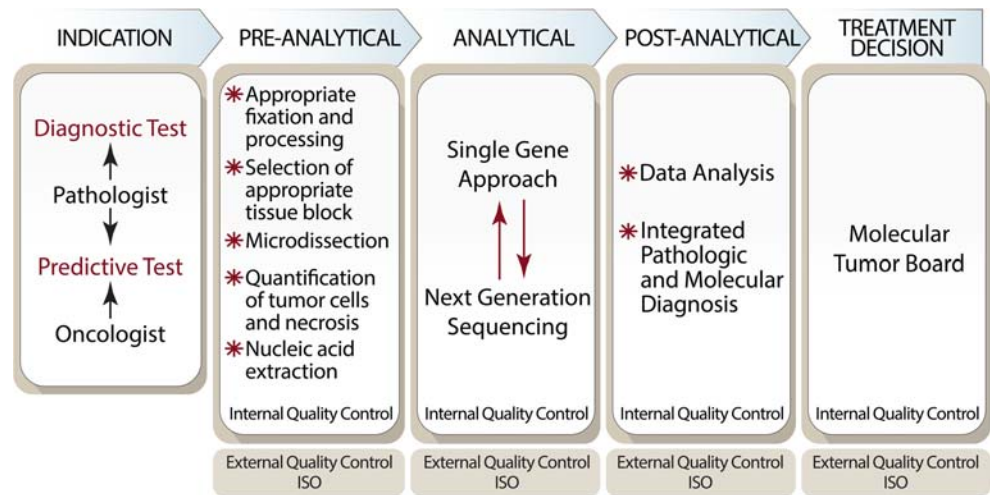 INDICATION
PRE-ANALYTICAL
ANALYTICAL
POST-ANALYTICAL
TREATMENT
DECISION
Diagnostic Test
Pathologist
Predictive Test
Oncologist
Appropriate
fixation and
processing
Selection of
appropriate
tissue block
Microdissection
Quantification
of tumor cells
and necrosis
Nucleic acid
extraction
Internal Quality Control
External Quality Control
ISO
Single Gene
Approach
Next Generation
Sequencing
Internal Quality Control
External Quality Control
ISO
Data Analysis
Integrated
Pathologic
and Molecular
Diagnosis
Internal Quality Control
External Quality Control
ISO
Molecular
Tumor Board
Internal Quality Control
External Quality Control
ISO